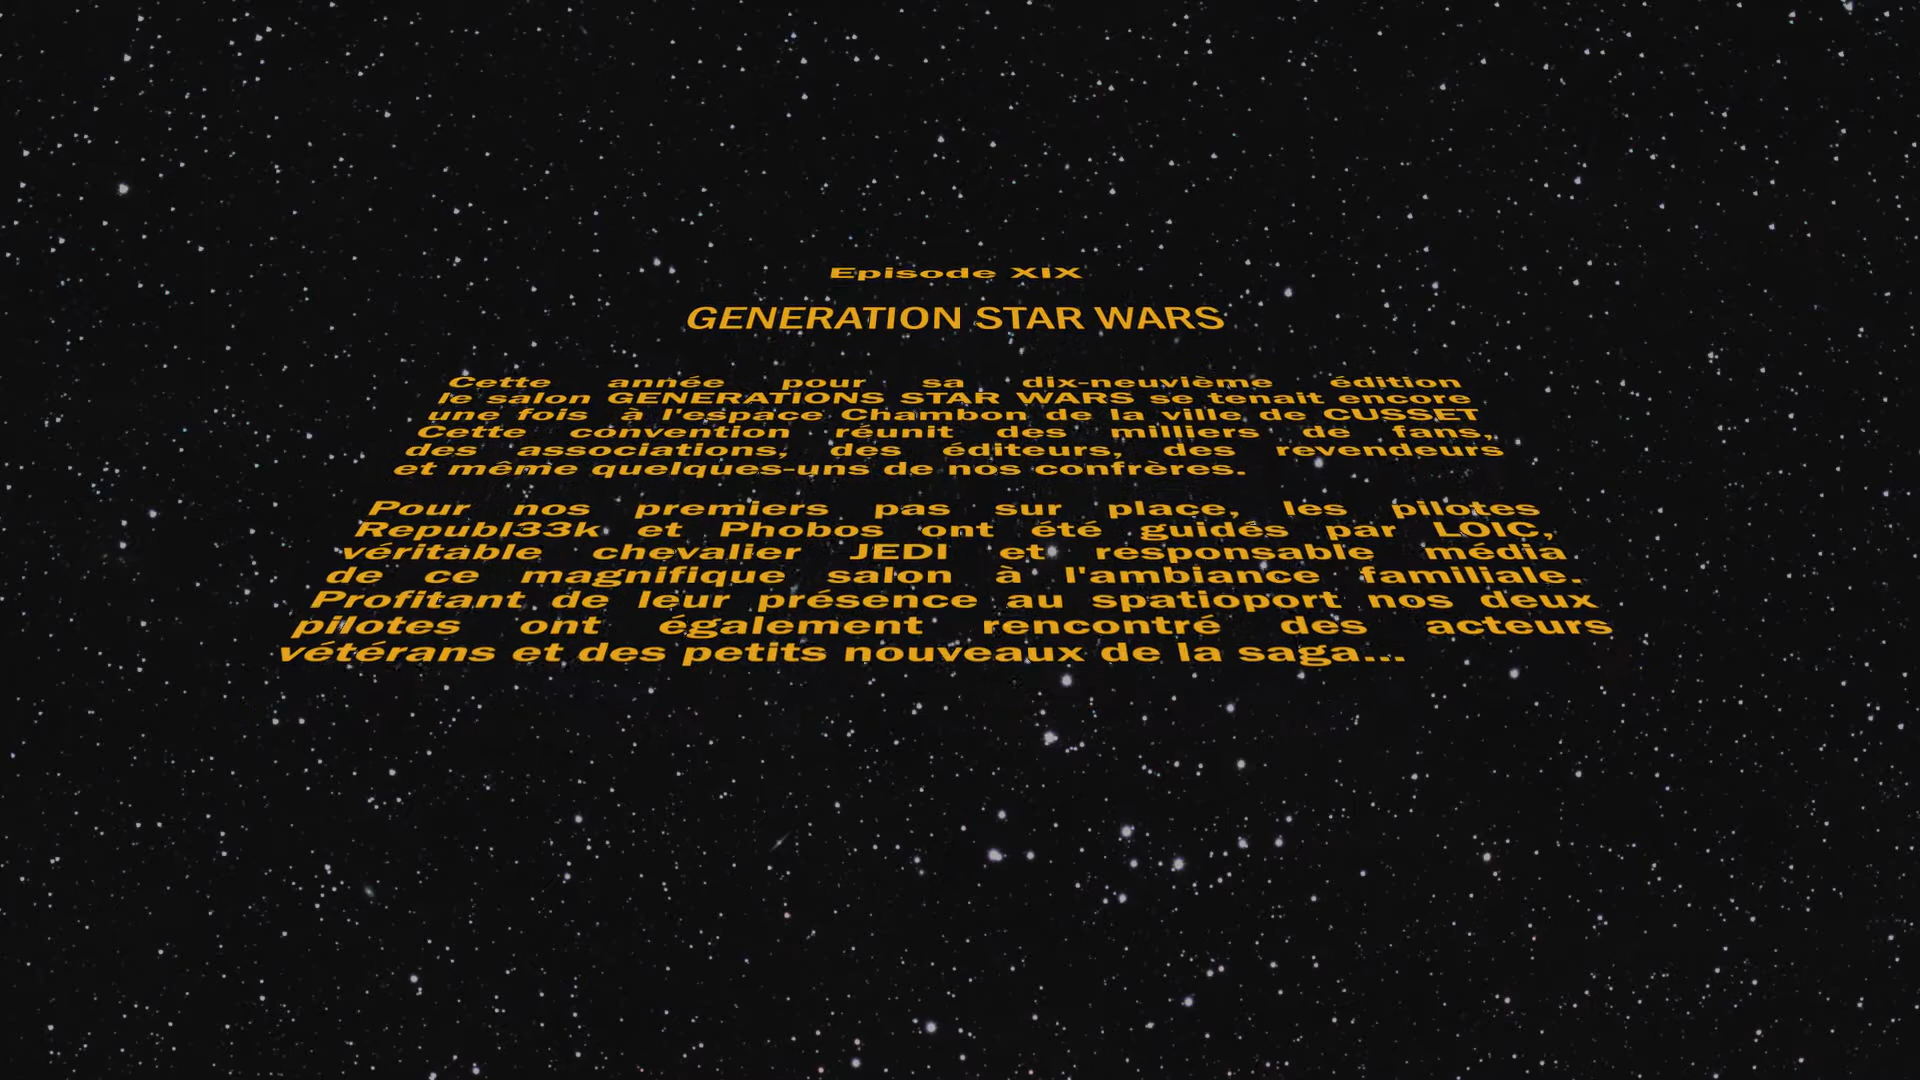 Episode XIX
GENERATION STAR WARS
Cette année pour sa dix-neuvième édition
le salon GENERATIONS STAR WARS se tenait encore
une fois à l'espace Chambon de la ville de CUSSET
Cette convention réunit des milliers de fans,
des associations, des éditeurs, des revendeurs
et même quelques-uns de nos confrères.
Pour nos premiers pas sur place, les pilotes
Republ33k et Phobos ont été guidés par LOIC,
véritable chevalier JEDI et responsable média
de ce magnifique salon à l'ambiance familiale.
Profitant de leur présence au spatioport nos deux
pilotes ont également rencontré des acteurs
vétérans et des petits nouveaux de la saga...